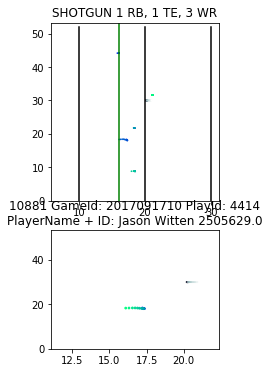 SHOTGUN 1 RB, 1 TE, 3 WR
50
40
30
20
10
0
10 20 30
10881 GameId: 2017091710 PlayId: 4414
PlayerName + ID: Jason Witten 2505629.0
40
20
0
12.5 15.0 17.5 20.0